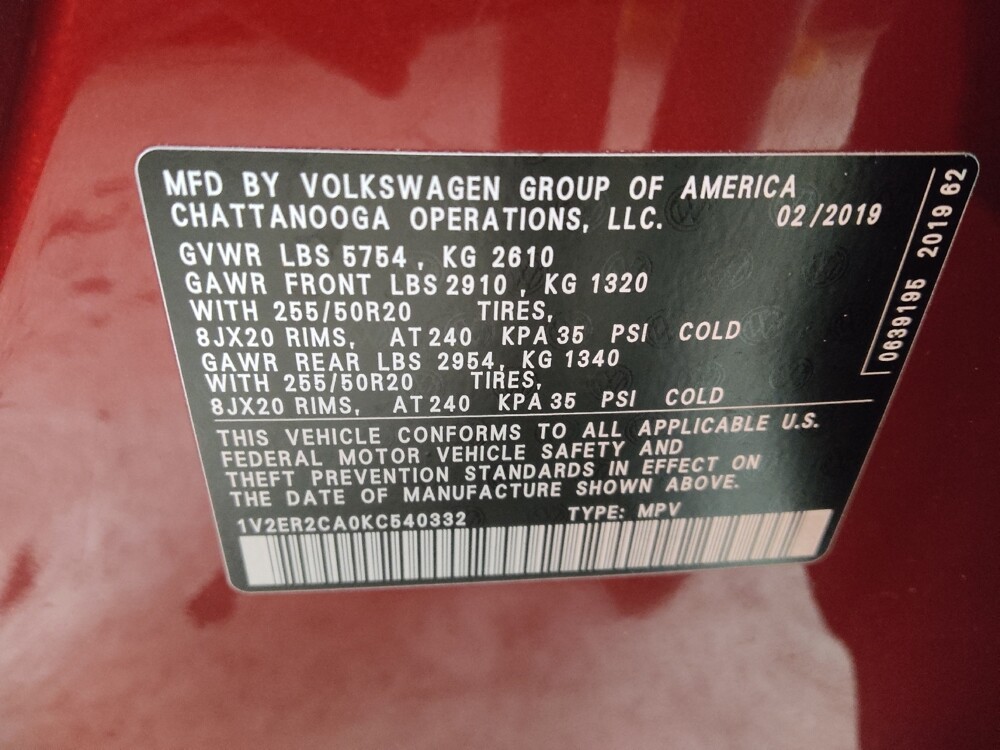 MFD BY VOLKSWAGEN GROUP OF AMERICA
CHATTANOOGA OPERATIONS, LLC. 02/2019
GVWR LBS 5754, KG 2610
GAWR FRONT LBS 2910, KG 1320
WITH 255/50R20 TIRES,
8JX20 RIMS, AT 240 KPA 35 PSI COLD
GAWR REAR LBS 2954, KG 1340
WITH 255/50R20 TIRES,
8JX20 RIMS, AT 240 KPA 35 PSI COLD
THIS VEHICLE CONFORMS TO ALL APPLICABLE U.S.
FEDERAL MOTOR VEHICLE SAFETY AND
THEFT PREVENTION STANDARDS IN EFFECT ON
THE DATE OF MANUFACTURE SHOWN ABOVE.
1V2ER2CA0KC540332 TYPE: MPV
0639195 2019 62